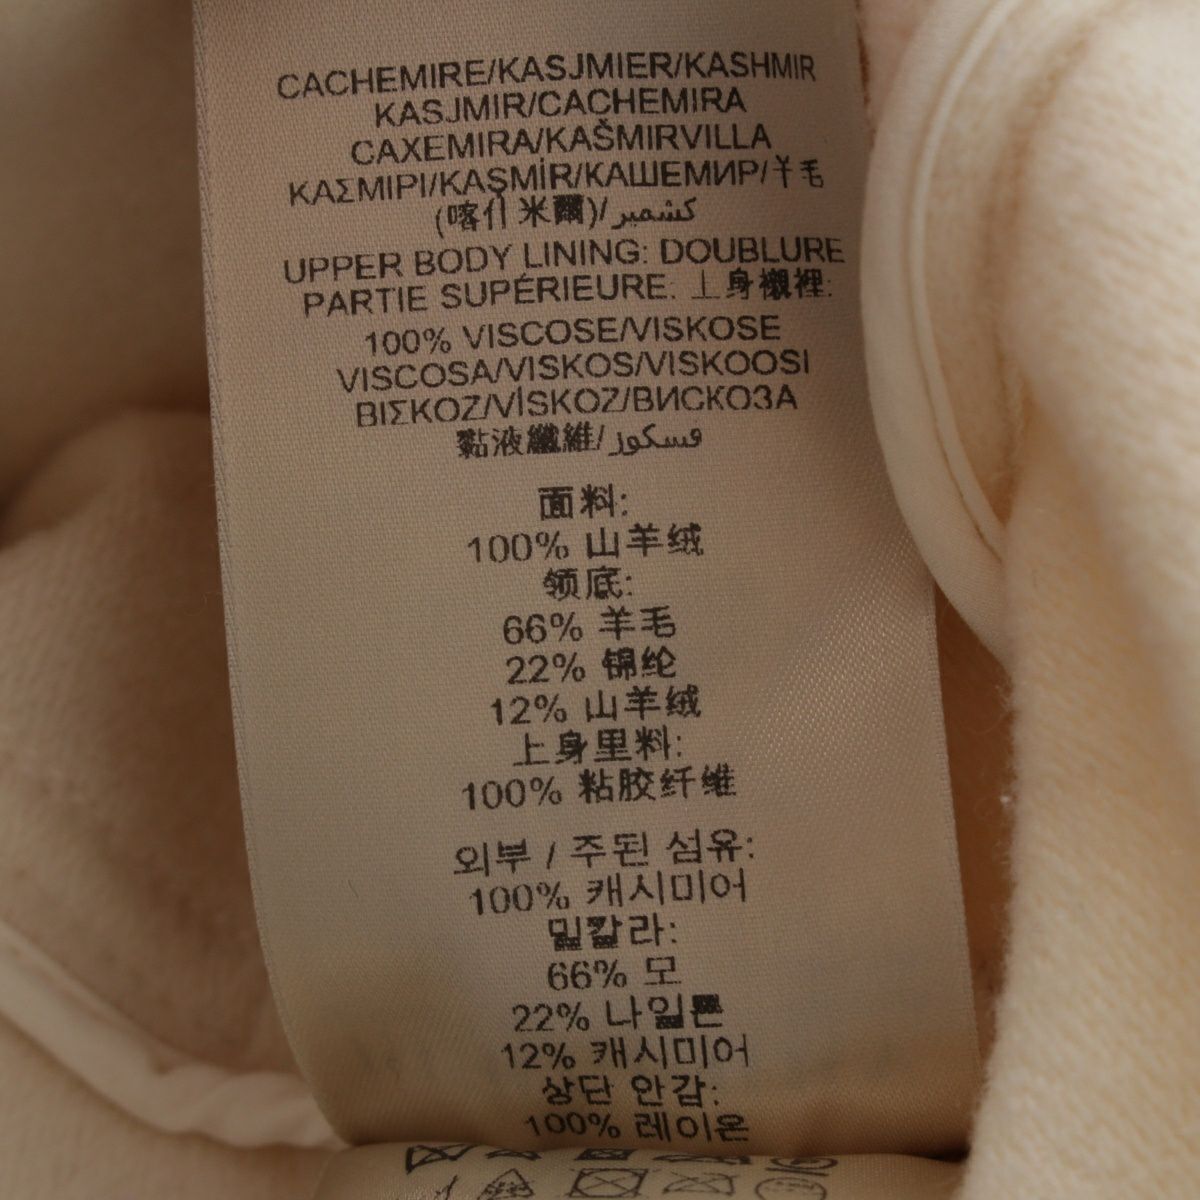 CACHEMIRE/KASJMIER/KASHMIR
KASJMIR/CACHEMIRA
CAXEMIRA/KAŠMIRVILLA
ΚΑΣΜΙΡΙ/KAŞMİR/КАШЕМИР/羊毛
(喀什米爾)/كشمير
UPPER BODY LINING: DOUBLURE
PARTIE SUPÉRIEURE: 上身襯裡:
100% VISCOSE/VISKOSE
VISCOSA/VISKOS/VISKOOSI
ΒΙΣΚΟΖ/VİSKOZ/ВИСКОЗА
黏液纖維/فسكوز
面料:
100% 山羊绒
领底:
66% 羊毛
22% 锦纶
12% 山羊绒
上身里料:
100% 粘胶纤维
외부 / 주된 섬유:
100% 캐시미어
밑칼라:
66% 모
22% 나일론
12% 캐시미어
상단 안감:
100% 레이온